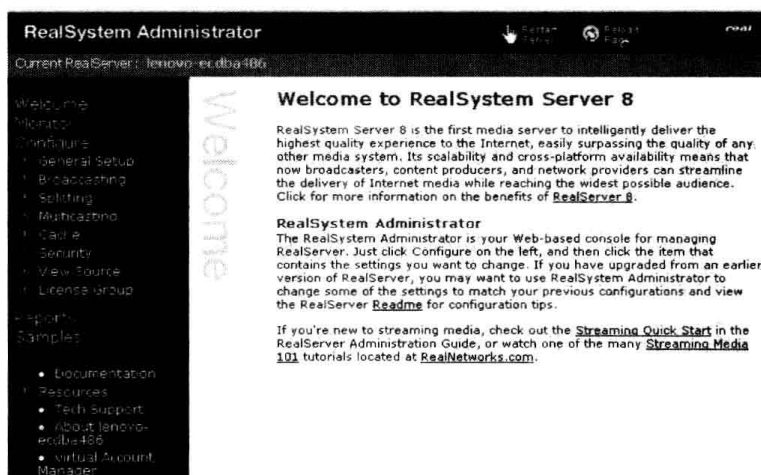 RealSystem Administrator
Restart Server
Reload Page
real
Current RealServer: lenovo-ecdba486
Welcome
Monitor
Configure
General Setup
Broadcasting
Splitting
Multicasting
Cache
Security
View Source
License Group
Reports
Samples
Documentation
Resources
Tech Support
About lenovo-
ecdba486
Virtual Account
Manager
Welcome
Welcome to RealSystem Server 8
RealSystem Server 8 is the first media server to intelligently deliver the
highest quality experience to the Internet, easily surpassing the quality of any
other media system. Its scalability and cross-platform availability means that
now broadcasters, content producers, and network providers can streamline
the delivery of Internet media while reaching the widest possible audience.
Click for more information on the benefits of RealServer 8.
RealSystem Administrator
The RealSystem Administrator is your Web-based console for managing
RealServer. Just click Configure on the left, and then click the item that
contains the settings you want to change. If you have upgraded from an earlier
version of RealServer, you may want to use RealSystem Administrator to
change some of the settings to match your previous configurations and view
the RealServer Readme for configuration tips.
If you're new to streaming media, check out the Streaming Quick Start in the
RealServer Administration Guide, or watch one of the many Streaming Media
101 tutorials located at RealNetworks.com.